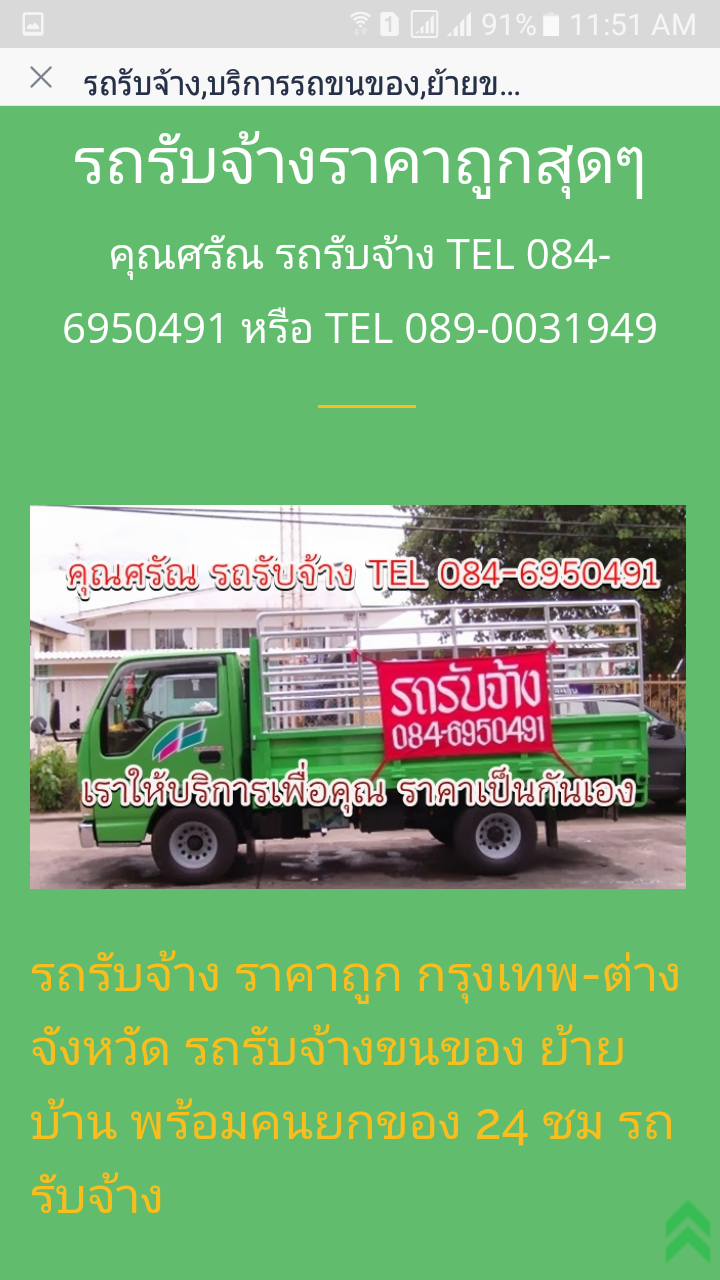 91% 11:51 AM
รถรับจ้าง,บริการรถขนของ,ย้ายข...
รถรับจ้างราคาถูกสุดๆ
คุณศรัณ รถรับจ้าง TEL 084-
6950491 หรือ TEL 089-0031949
คุณศรัณ รถรับจ้าง TEL 084-6950491
รถรับจ้าง
084-6950491
เราให้บริการเพื่อคุณ ราคาเป็นกันเอง
รถรับจ้าง ราคาถูก กรุงเทพ-ต่าง
จังหวัด รถรับจ้างขนของ ย้าย
บ้าน พร้อมคนยกของ 24 ชม รถ
รับจ้าง